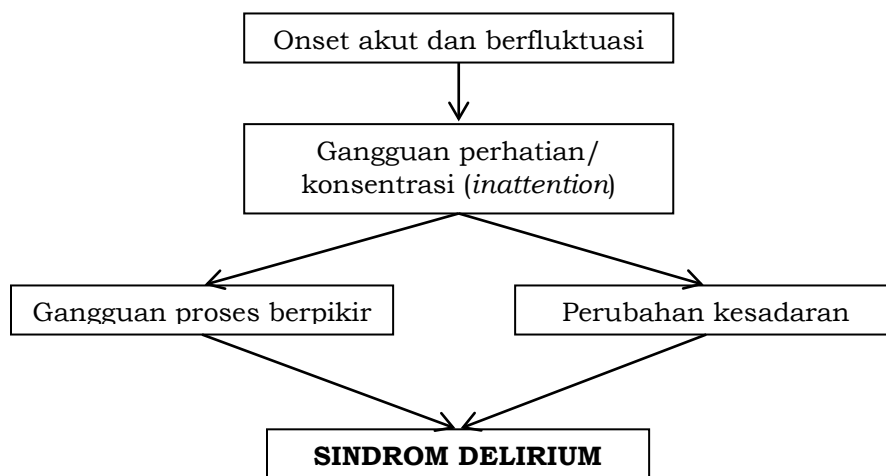 Onset akut dan berfluktuasi
Gangguan perhatian/
konsentrasi (inattention)
Gangguan proses berpikir
Perubahan kesadaran
SINDROM DELIRIUM